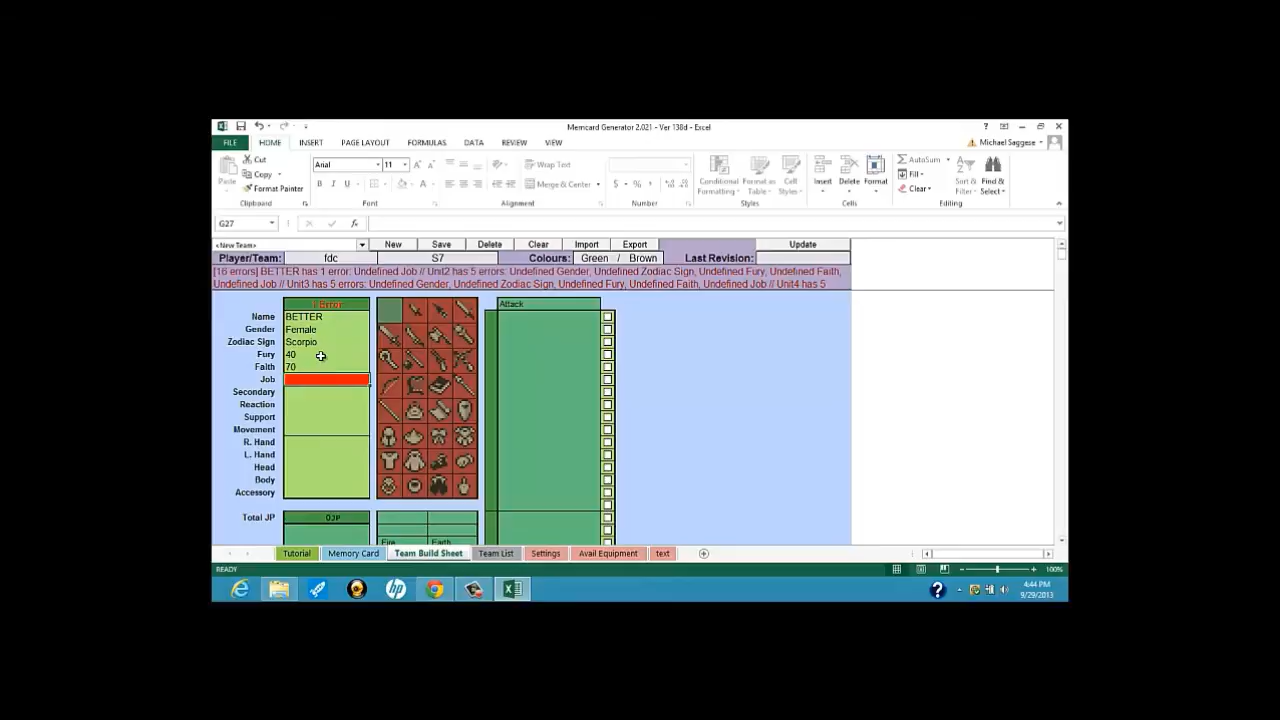 Memcard Generator 2.021 - Ver 138d - Excel
FILE HOME INSERT PAGE LAYOUT FORMULAS DATA REVIEW VIEW Michael Saggese
Paste Cut Copy Format Painter Clipboard
Arial 11 Font
Wrap Text Merge & Center Alignment
Number
Conditional Formatting Format as Table Cell Styles Styles
Insert Delete Format Cells
AutoSum Fill Clear Sort & Filter Find & Select Editing
G27
<New Team> New Save Delete Clear Import Export Update
Player/Team: fdc S7 Colours: Green / Brown Last Revision:
[16 errors] BETTER has 1 error: Undefined Job // Unit2 has 5 errors: Undefined Gender, Undefined Zodiac Sign, Undefined Fury, Undefined Faith,
Undefined Job // Unit3 has 5 errors: Undefined Gender, Undefined Zodiac Sign, Undefined Fury, Undefined Faith, Undefined Job // Unit4 has 5
1 Error Attack
Name BETTER
Gender Female
Zodiac Sign Scorpio
Fury 40
Faith 70
Job
Secondary
Reaction
Support
Movement
R. Hand
L. Hand
Head
Body
Accessory
Total JP 0JP
Fire Earth
Tutorial Memory Card Team Build Sheet Team List Settings Avail Equipment text
READY 100%
4:44 PM
9/29/2013